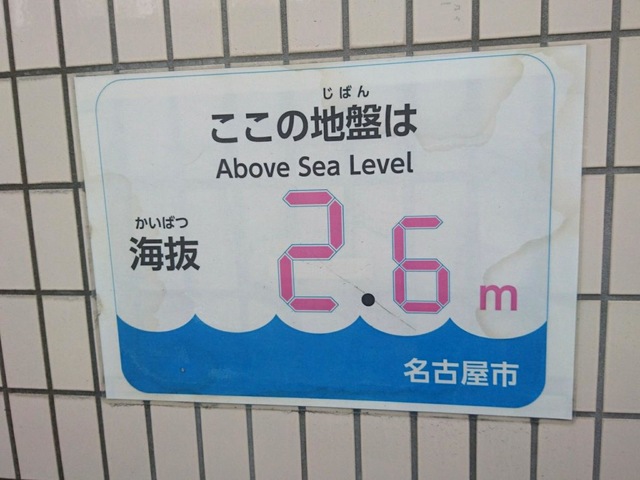 じばん
ここの地盤は
Above Sea Level
かいばつ
海抜 2.6 m
名古屋市